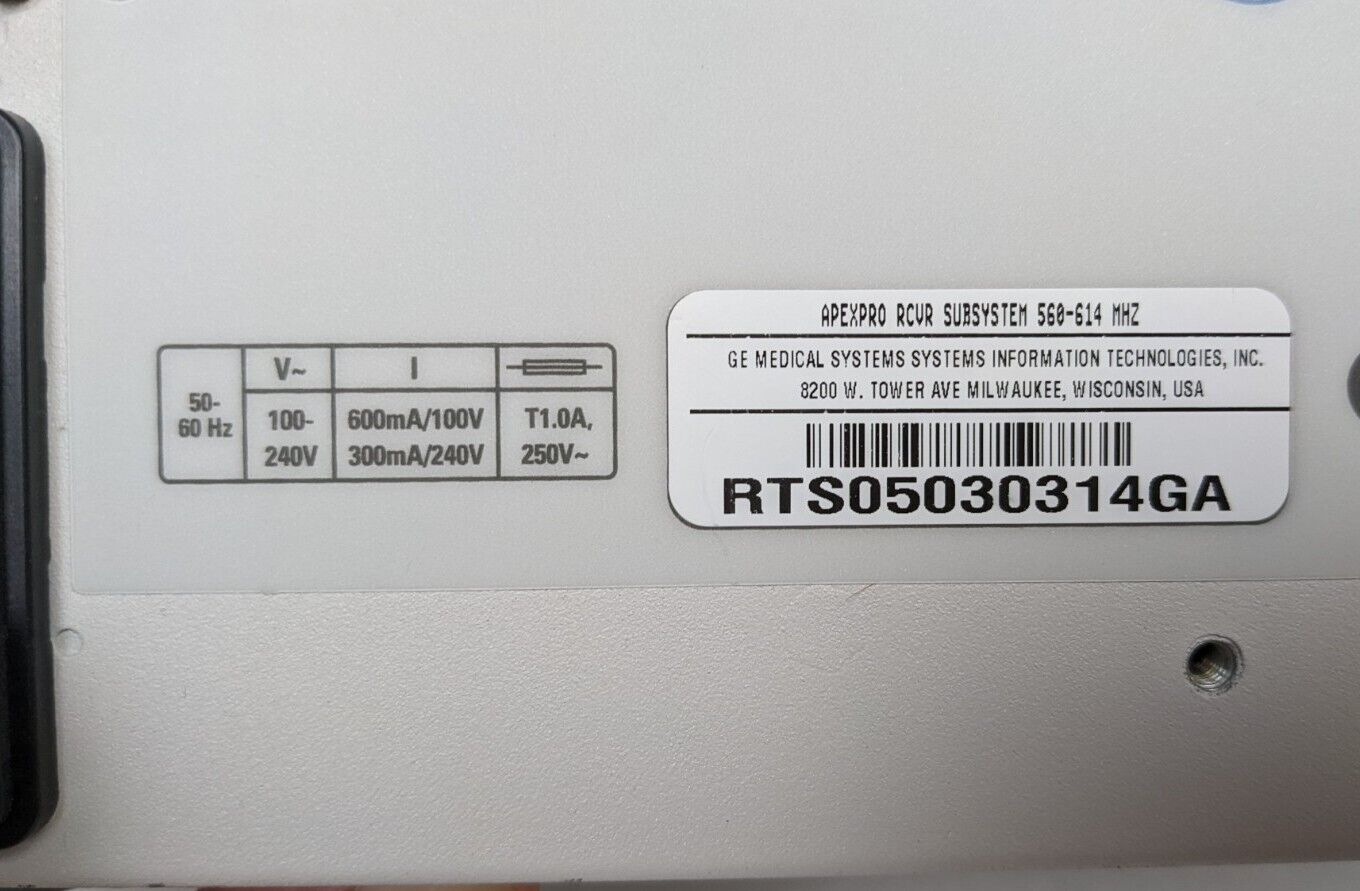 50-
60 Hz
V~
100-
240V
I
600mA/100V
300mA/240V
T1.0A,
250V~
APEXPRO RCVR SUBSYSTEM 560-614 MHZ
GE MEDICAL SYSTEMS SYSTEMS INFORMATION TECHNOLOGIES, INC.
8200 W. TOWER AVE MILWAUKEE, WISCONSIN, USA
RTS05030314GA